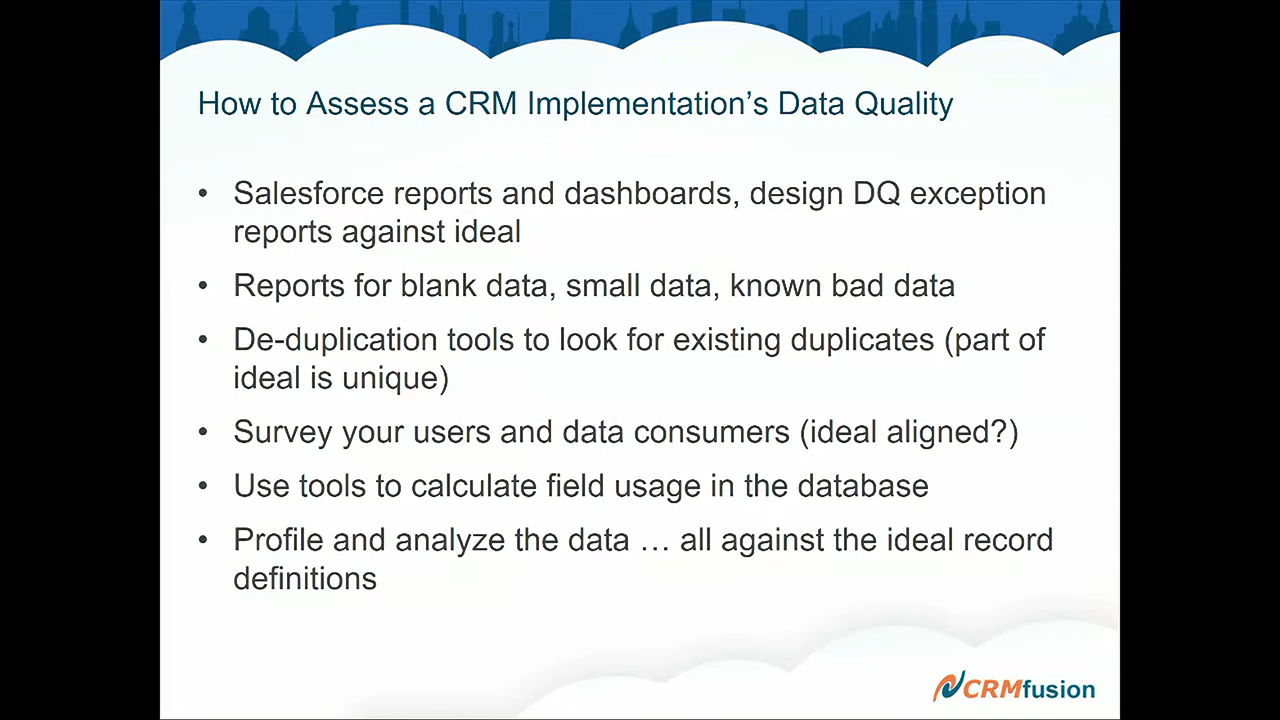 How to Assess a CRM Implementation’s Data Quality
• Salesforce reports and dashboards, design DQ exception
reports against ideal
• Reports for blank data, small data, known bad data
• De-duplication tools to look for existing duplicates (part of
ideal is unique)
• Survey your users and data consumers (ideal aligned?)
• Use tools to calculate field usage in the database
• Profile and analyze the data … all against the ideal record
definitions
CRMfusion